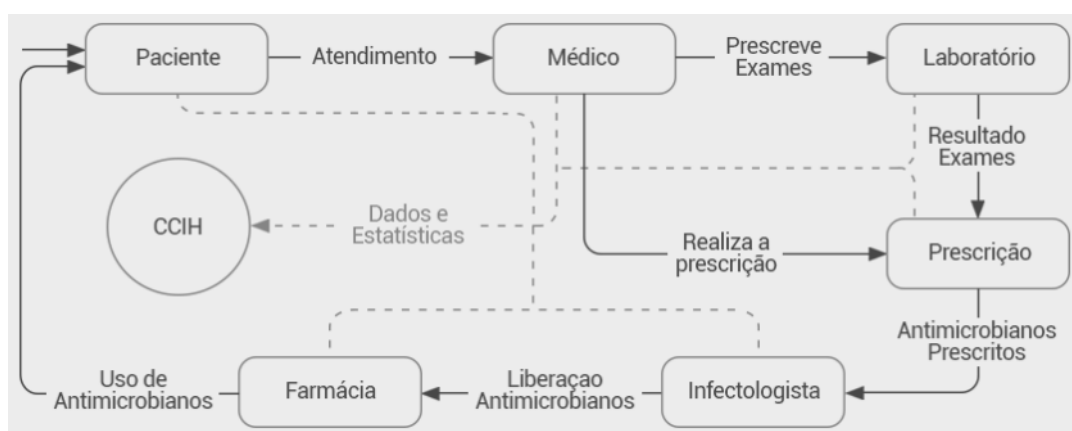 Paciente
Atendimento
Médico
Prescreve
Exames
Laboratório
Resultado
Exames
CCIH
Dados e
Estatísticas
Realiza a
prescrição
Prescrição
Antimicrobianos
Prescritos
Uso de
Antimicrobianos
Farmácia
Liberaçao
Antimicrobianos
Infectologista